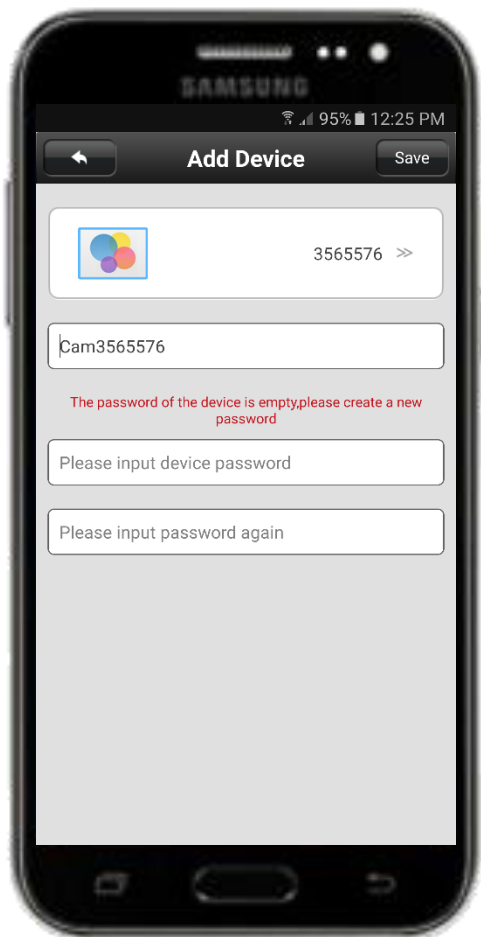 SAMSUNG
95% 12:25 PM
Add Device
Save
3565576 >>
Cam3565576
The password of the device is empty,please create a new
password
Please input device password
Please input password again